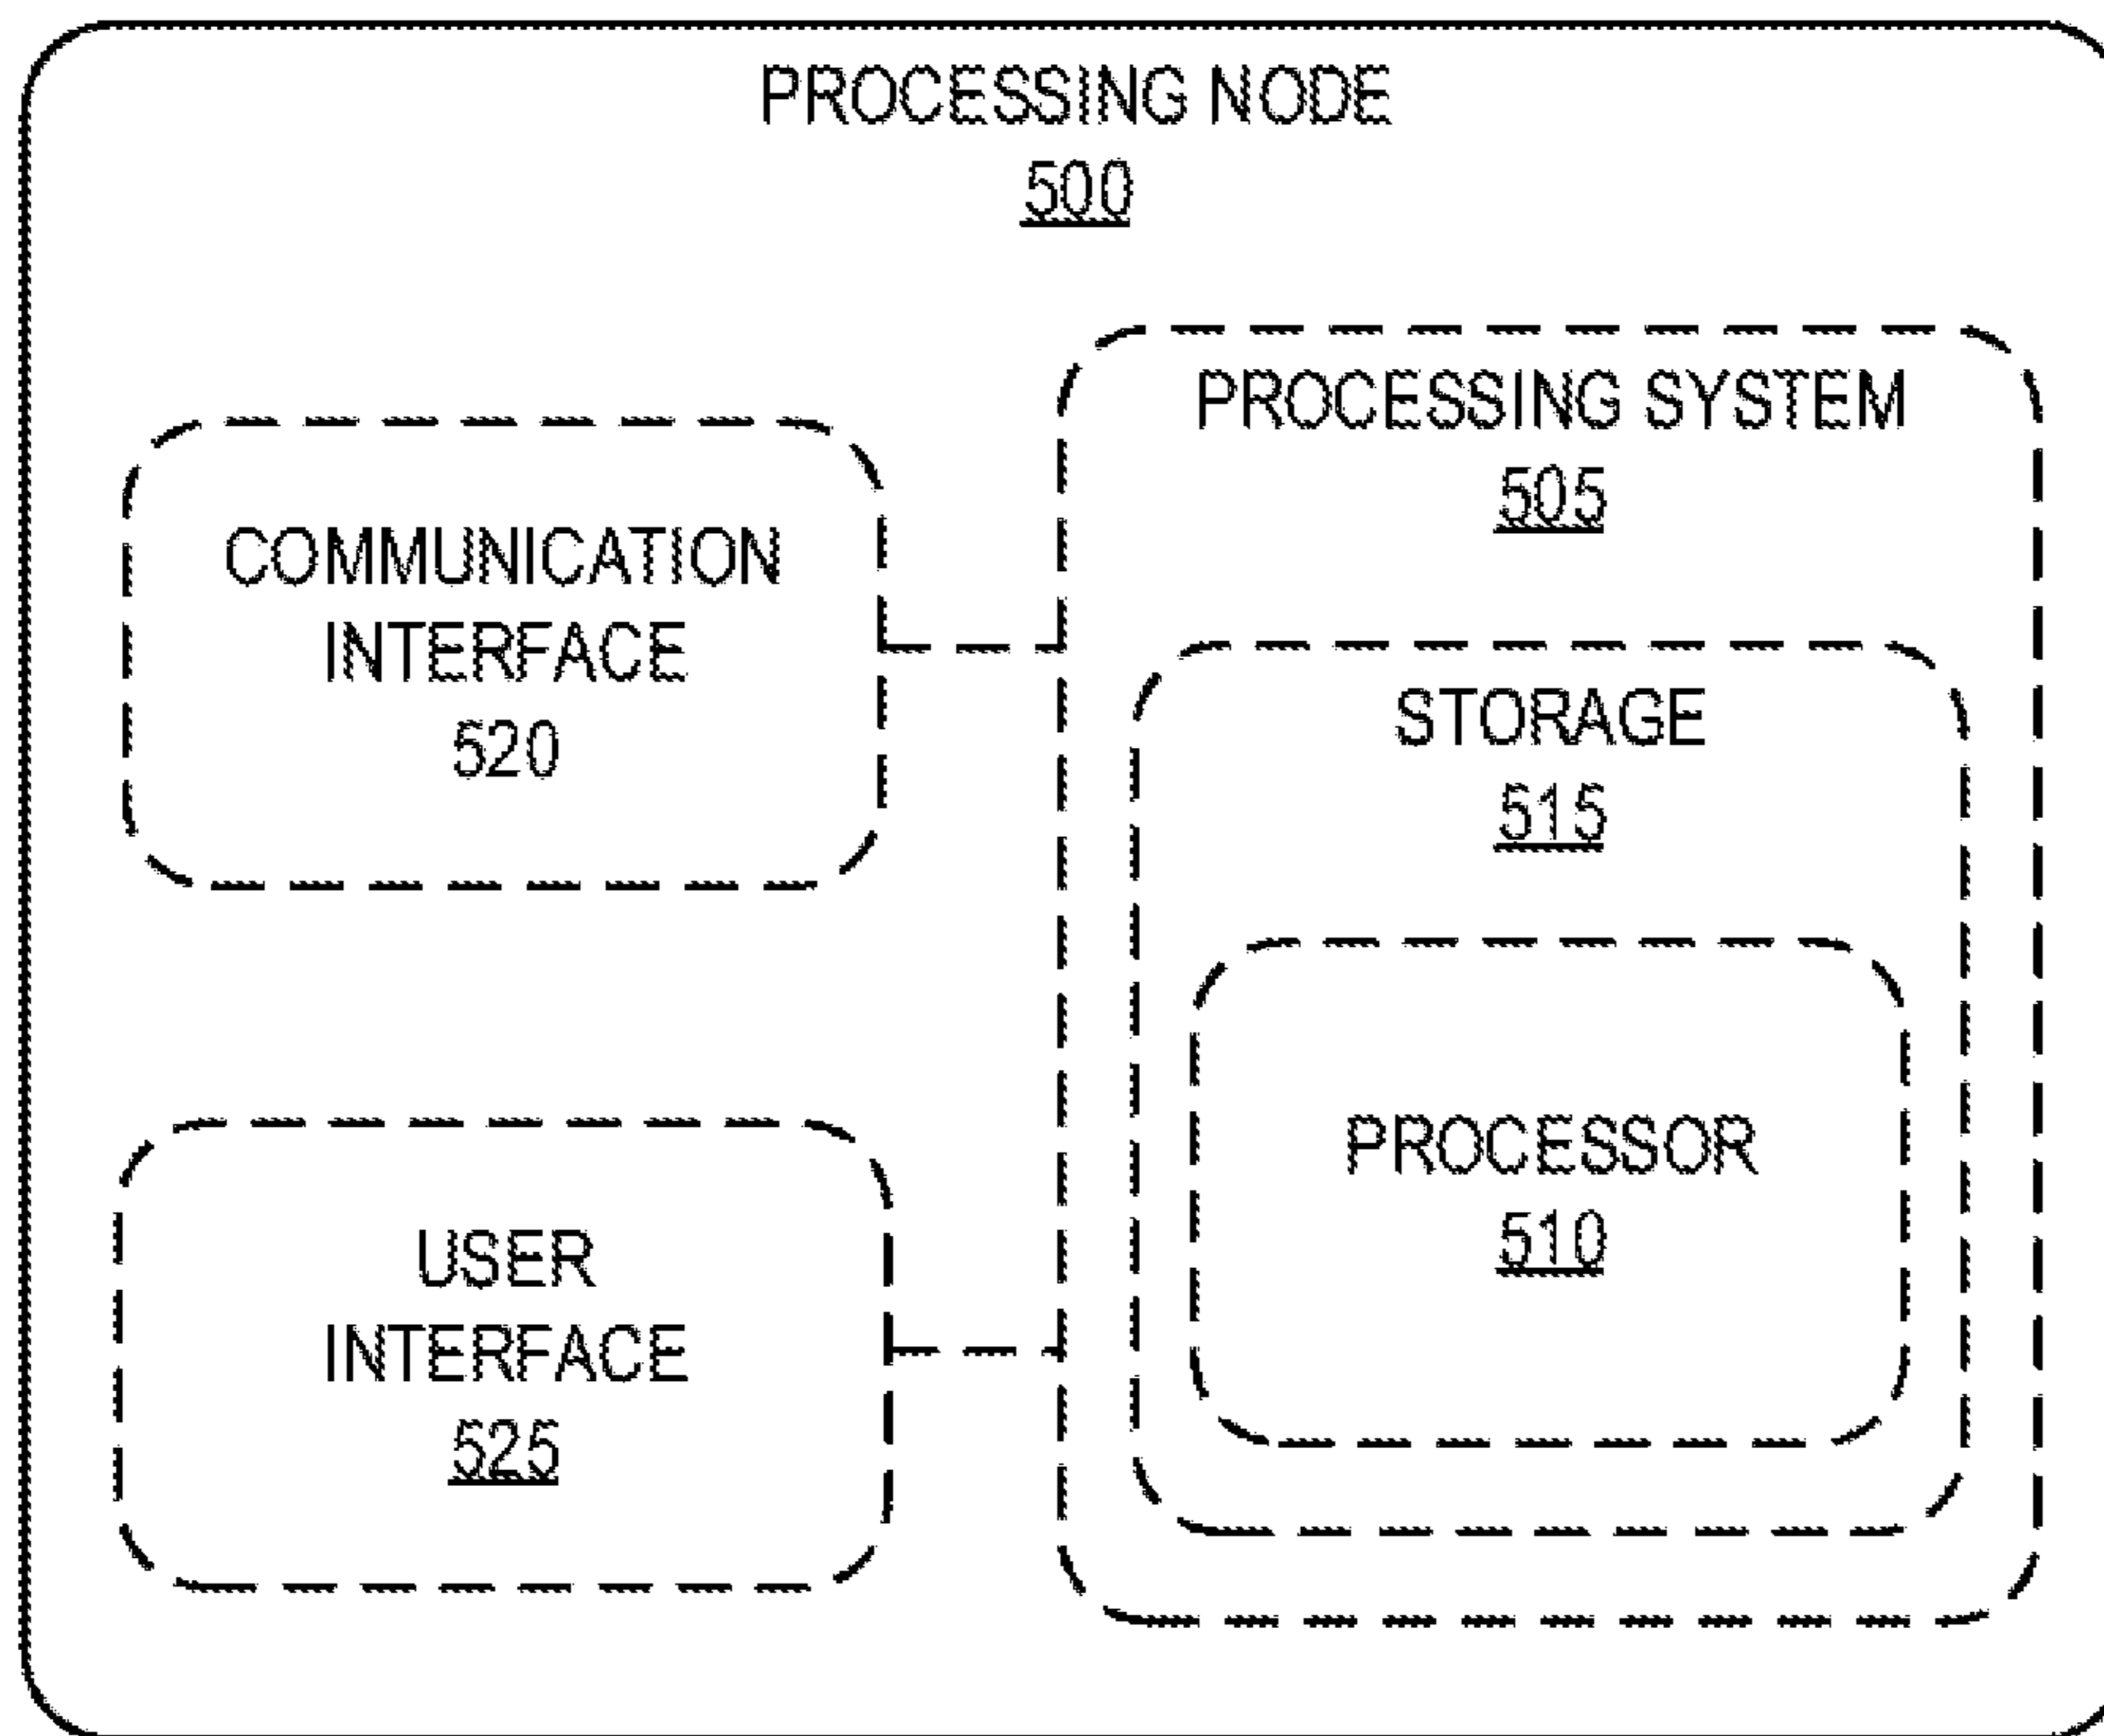 PROCESSING NODE
500
COMMUNICATION
INTERFACE
520
USER
INTERFACE
525
PROCESSING SYSTEM
505
STORAGE
515
PROCESSOR
510